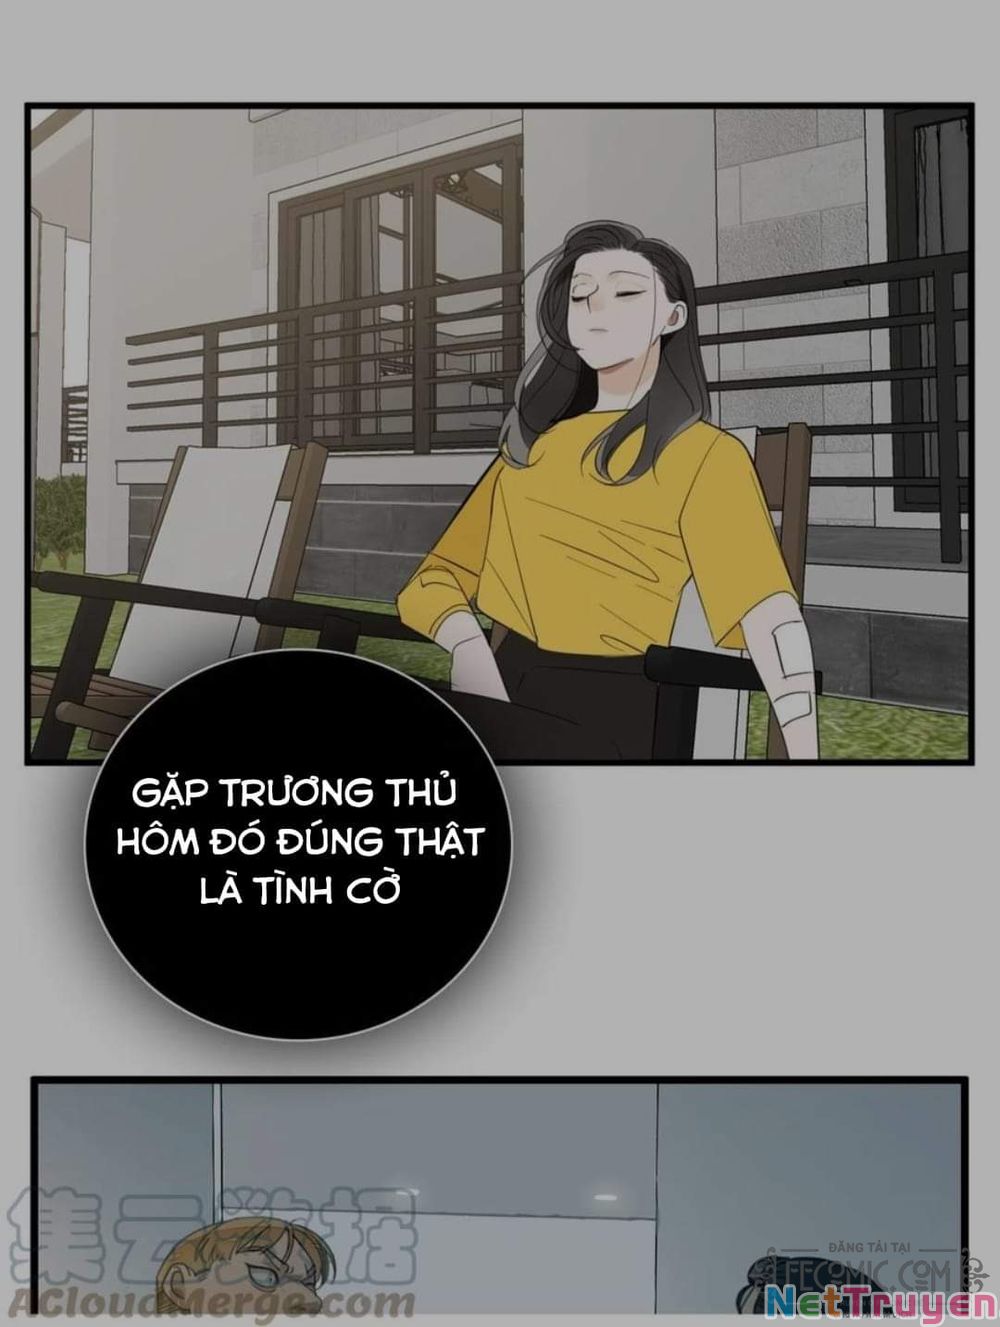 GẶP TRƯƠNG THỦ
HÔM ĐÓ ĐÚNG THẬT
LÀ TÌNH CỜ
集云数据
ACloudMerge.com
ĐĂNG TẢI TẠI
FECOMIC.COM
NetTruyen